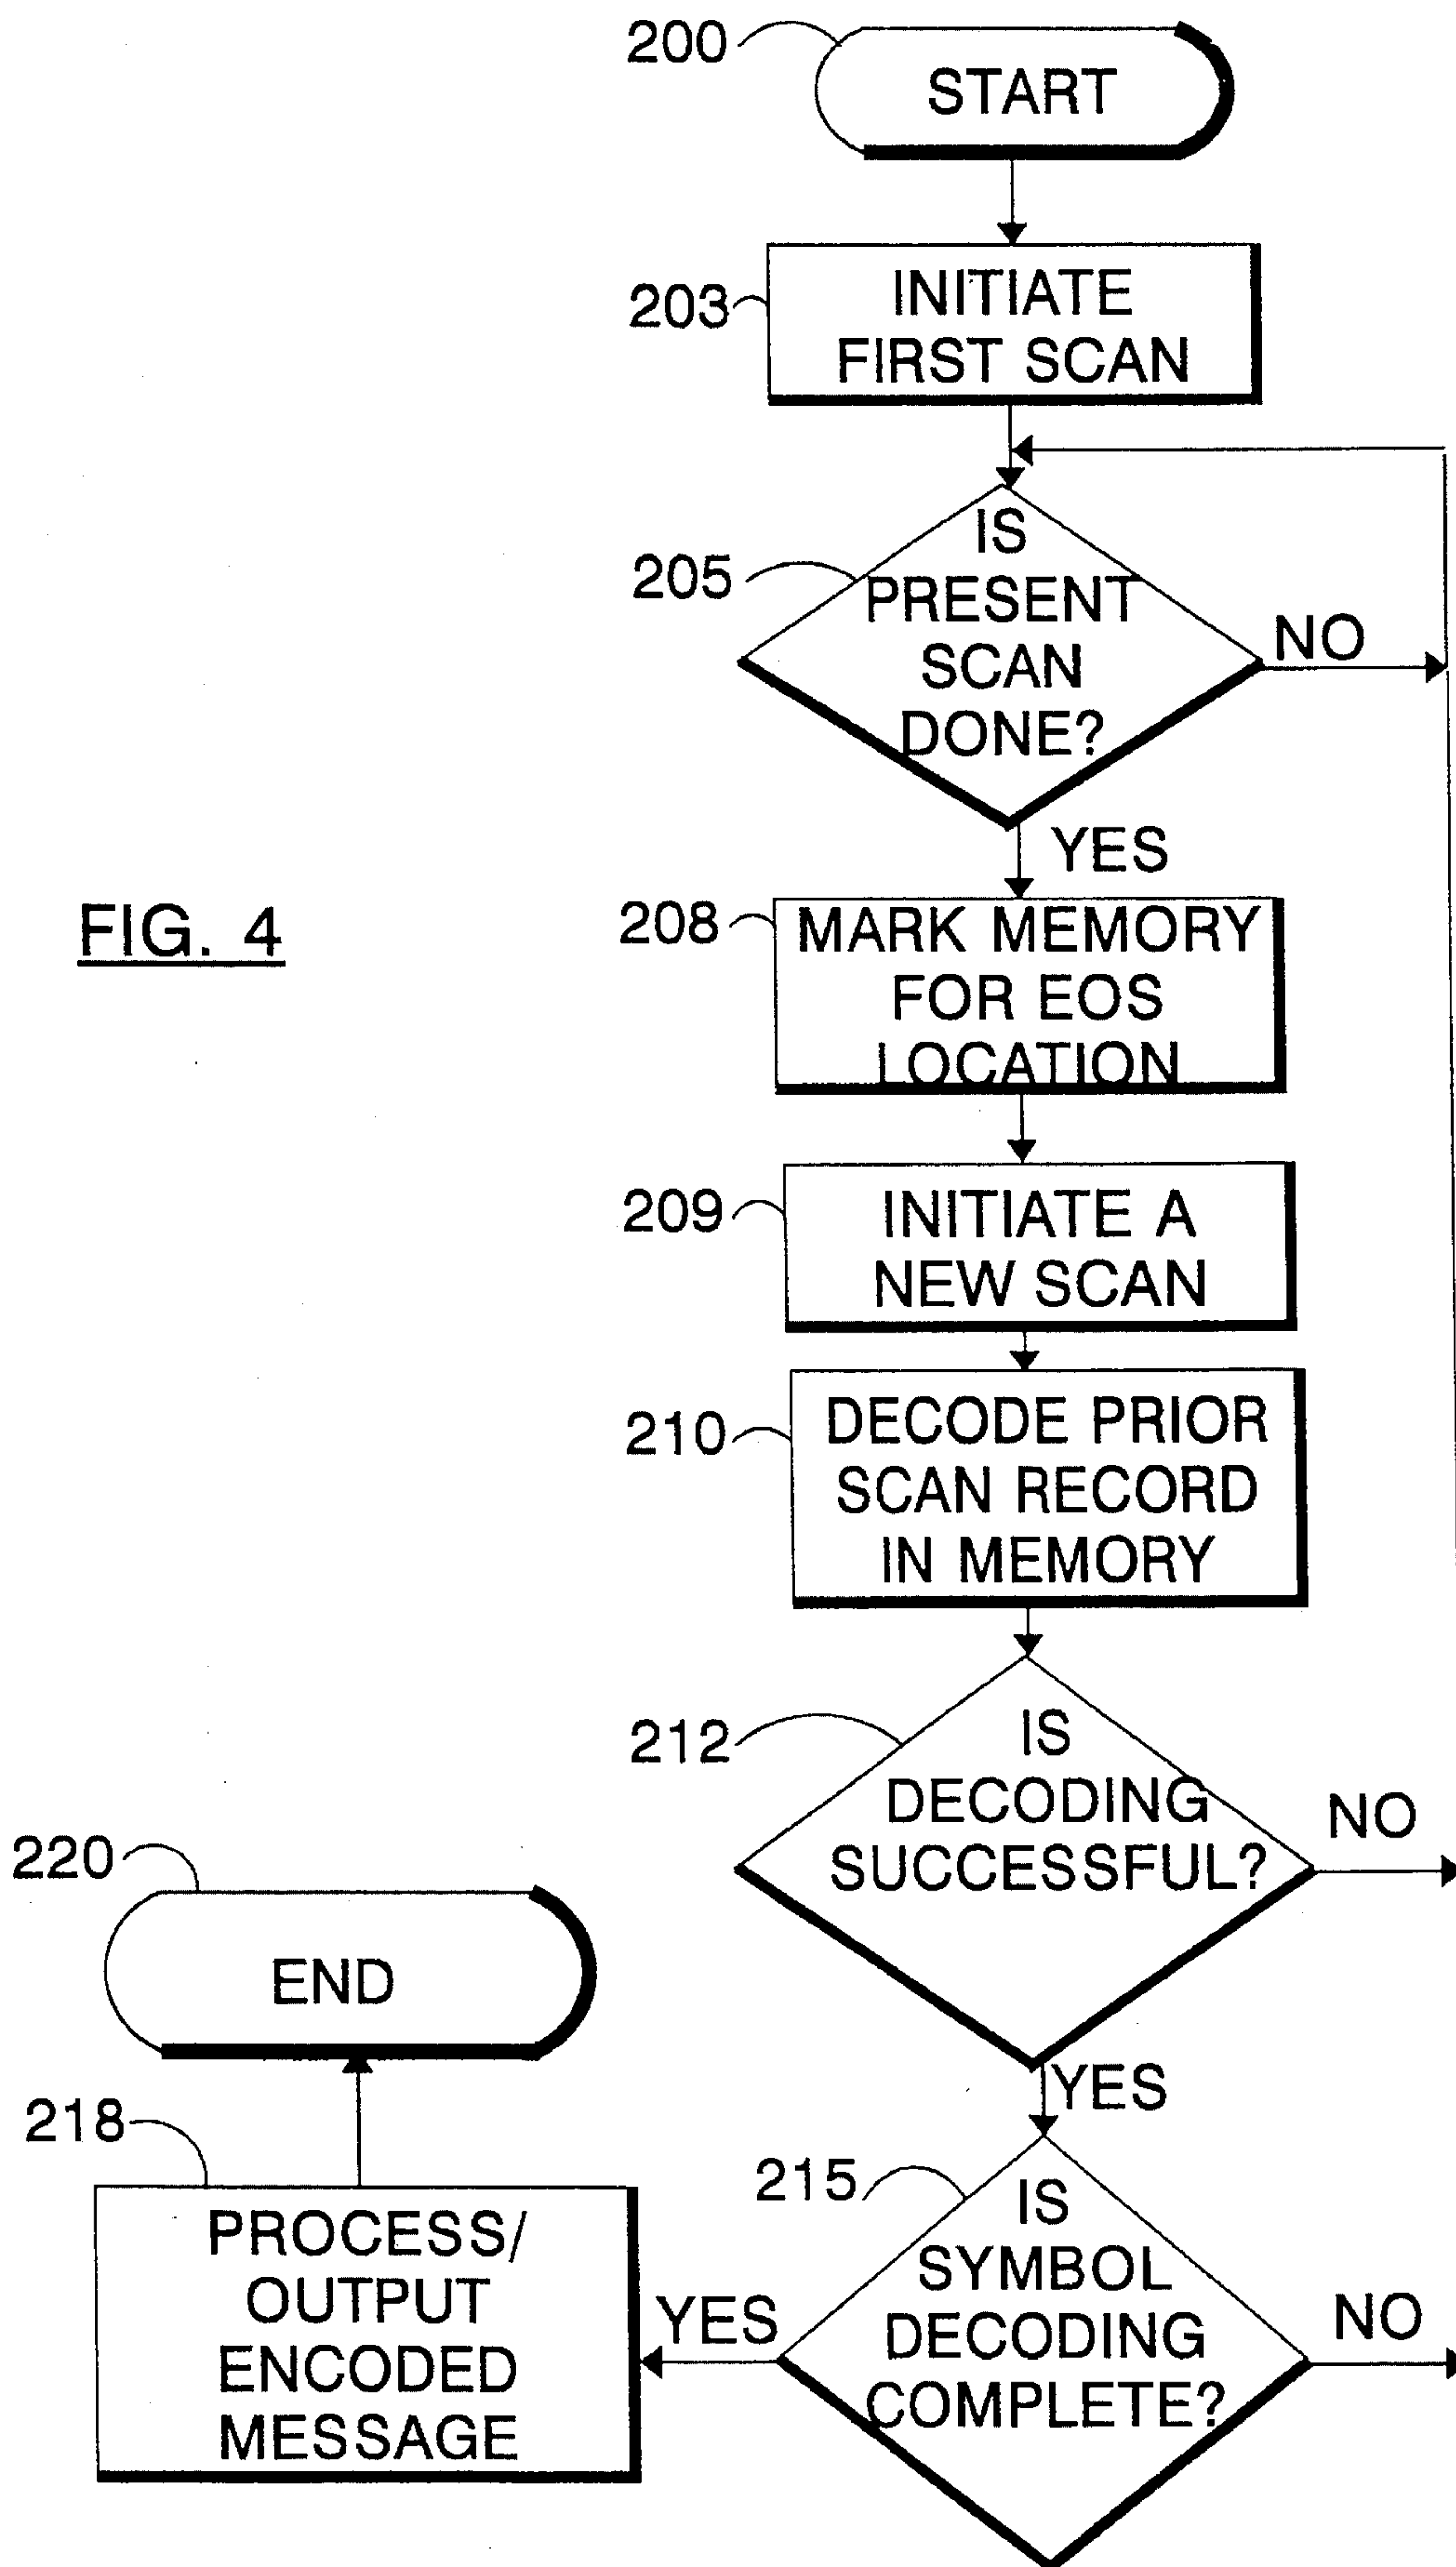 200
START
203
INITIATE
FIRST SCAN
205
IS
PRESENT
SCAN
DONE?
NO
YES
FIG. 4
208
MARK MEMORY
FOR EOS
LOCATION
209
INITIATE A
NEW SCAN
210
DECODE PRIOR
SCAN RECORD
IN MEMORY
212
IS
DECODING
SUCCESSFUL?
NO
YES
220
END
218
PROCESS/
OUTPUT
ENCODED
MESSAGE
215
IS
SYMBOL
DECODING
COMPLETE?
YES
NO